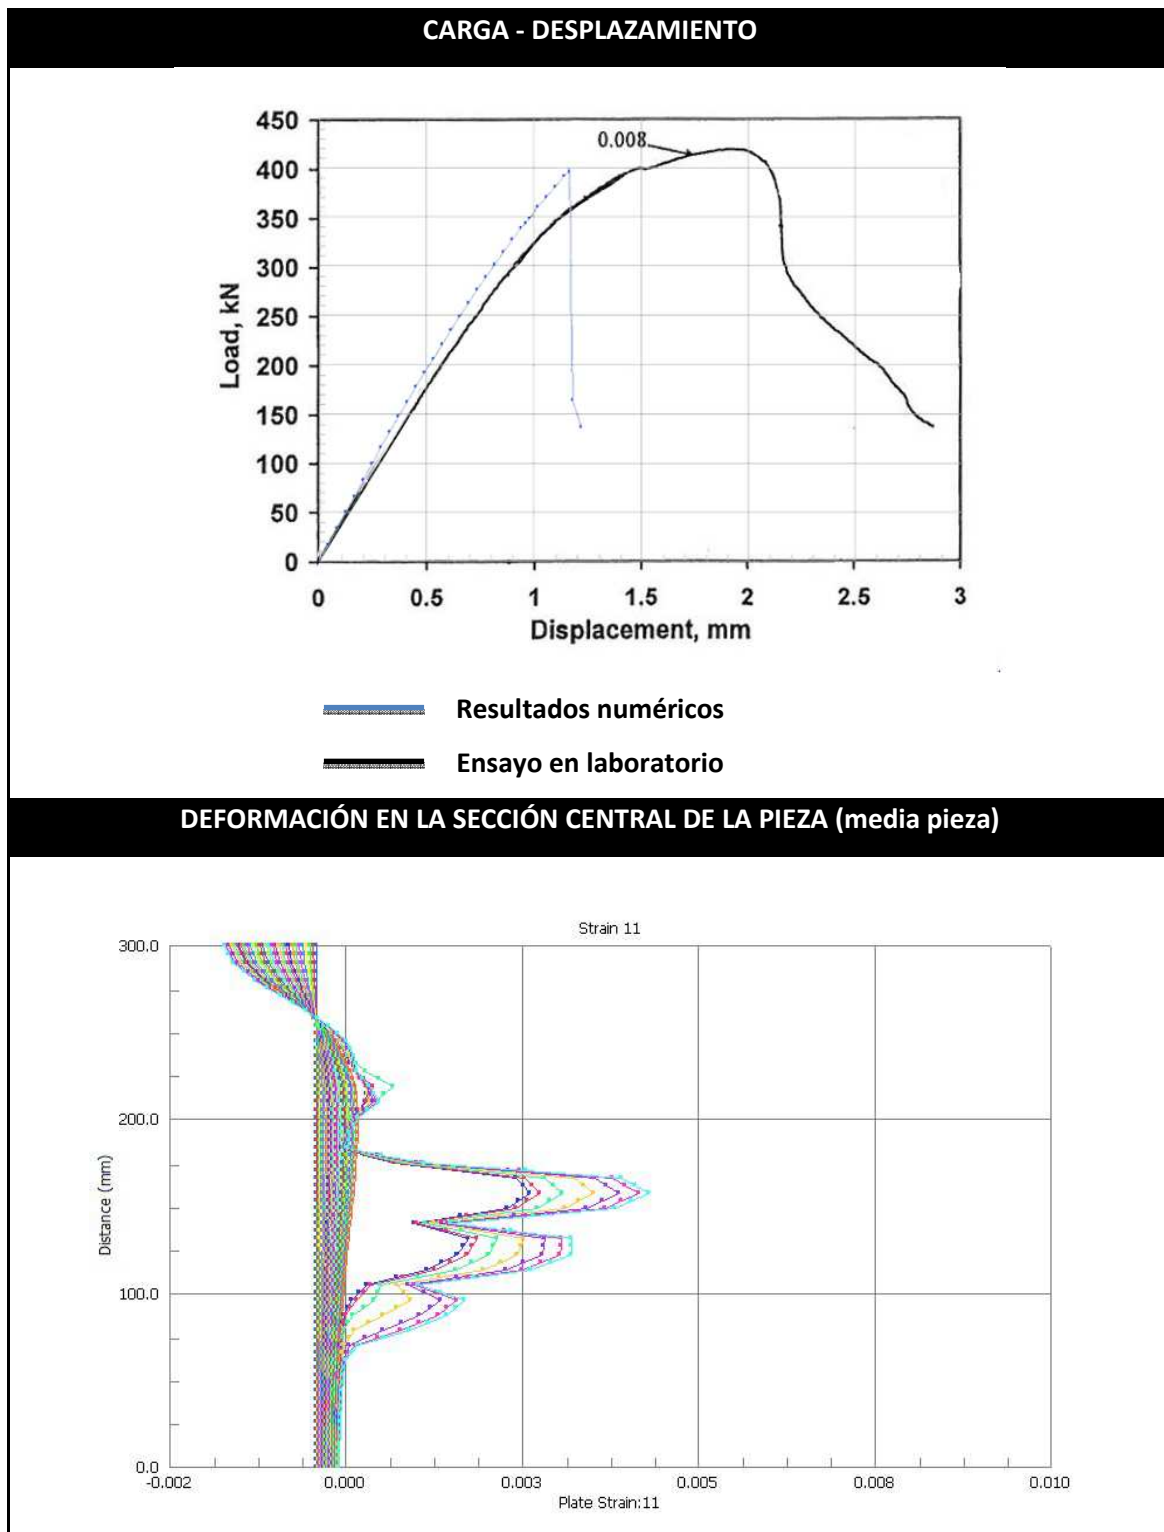 CARGA - DESPLAZAMIENTO
450
0.008
400
350
300
250
200
150
100
50
0
Load, kN
0 0.5 1 1.5 2 2.5 3
Displacement, mm
Resultados numéricos
Ensayo en laboratorio
DEFORMACIÓN EN LA SECCIÓN CENTRAL DE LA PIEZA (media pieza)
Strain 11
300.0
200.0
100.0
0.0
Distance (mm)
-0.002 0.000 0.003 0.005 0.008 0.010
Plate Strain:11